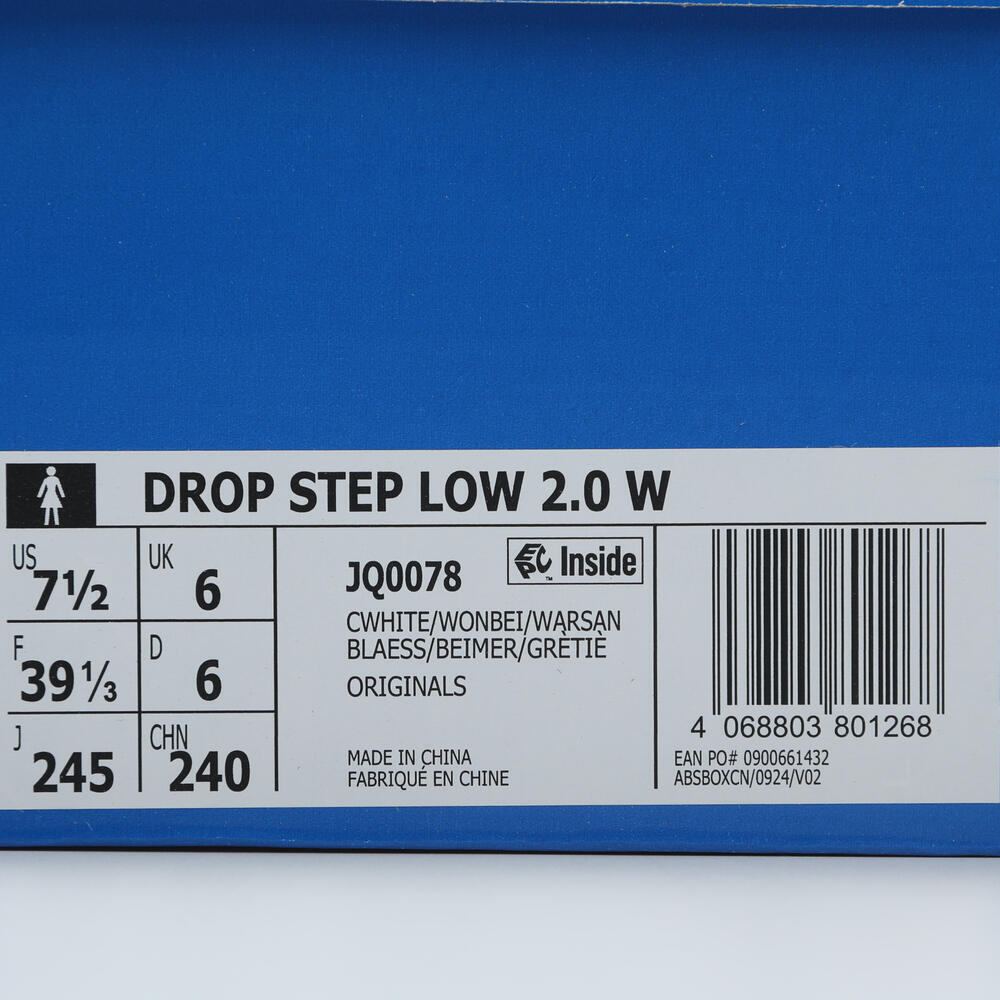 DROP STEP LOW 2.0 W
US 7½
UK 6
F 39⅓
D 6
J 245
CHN 240
JQ0078
EPC™ Inside
CWHITE/WONBEI/WARSAN
BLAESS/BEIMER/GRÈTIÈ
ORIGINALS
MADE IN CHINA
FABRIQUÉ EN CHINE
4 068803 801268
EAN PO# 0900661432
ABSBOXCN/0924/V02